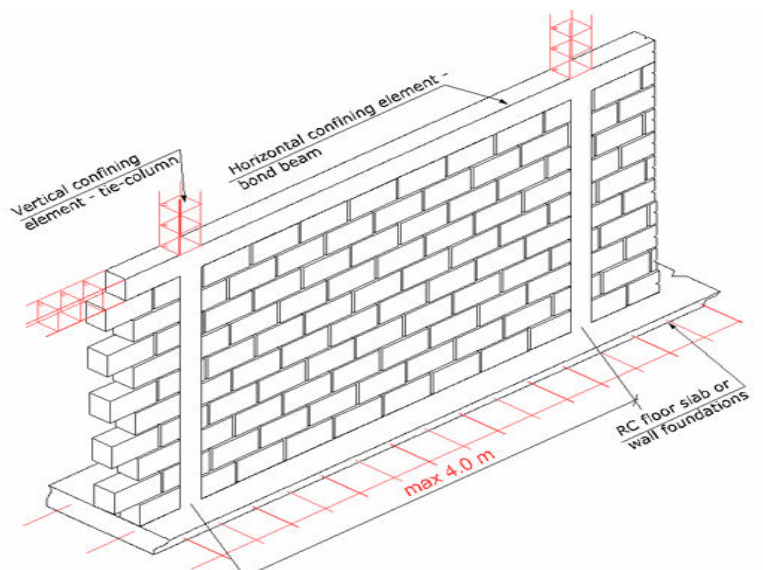 Vertical confining
element - tie-column
Horizontal confining element -
bond beam
RC floor slab or
wall foundations
max 4.0 m